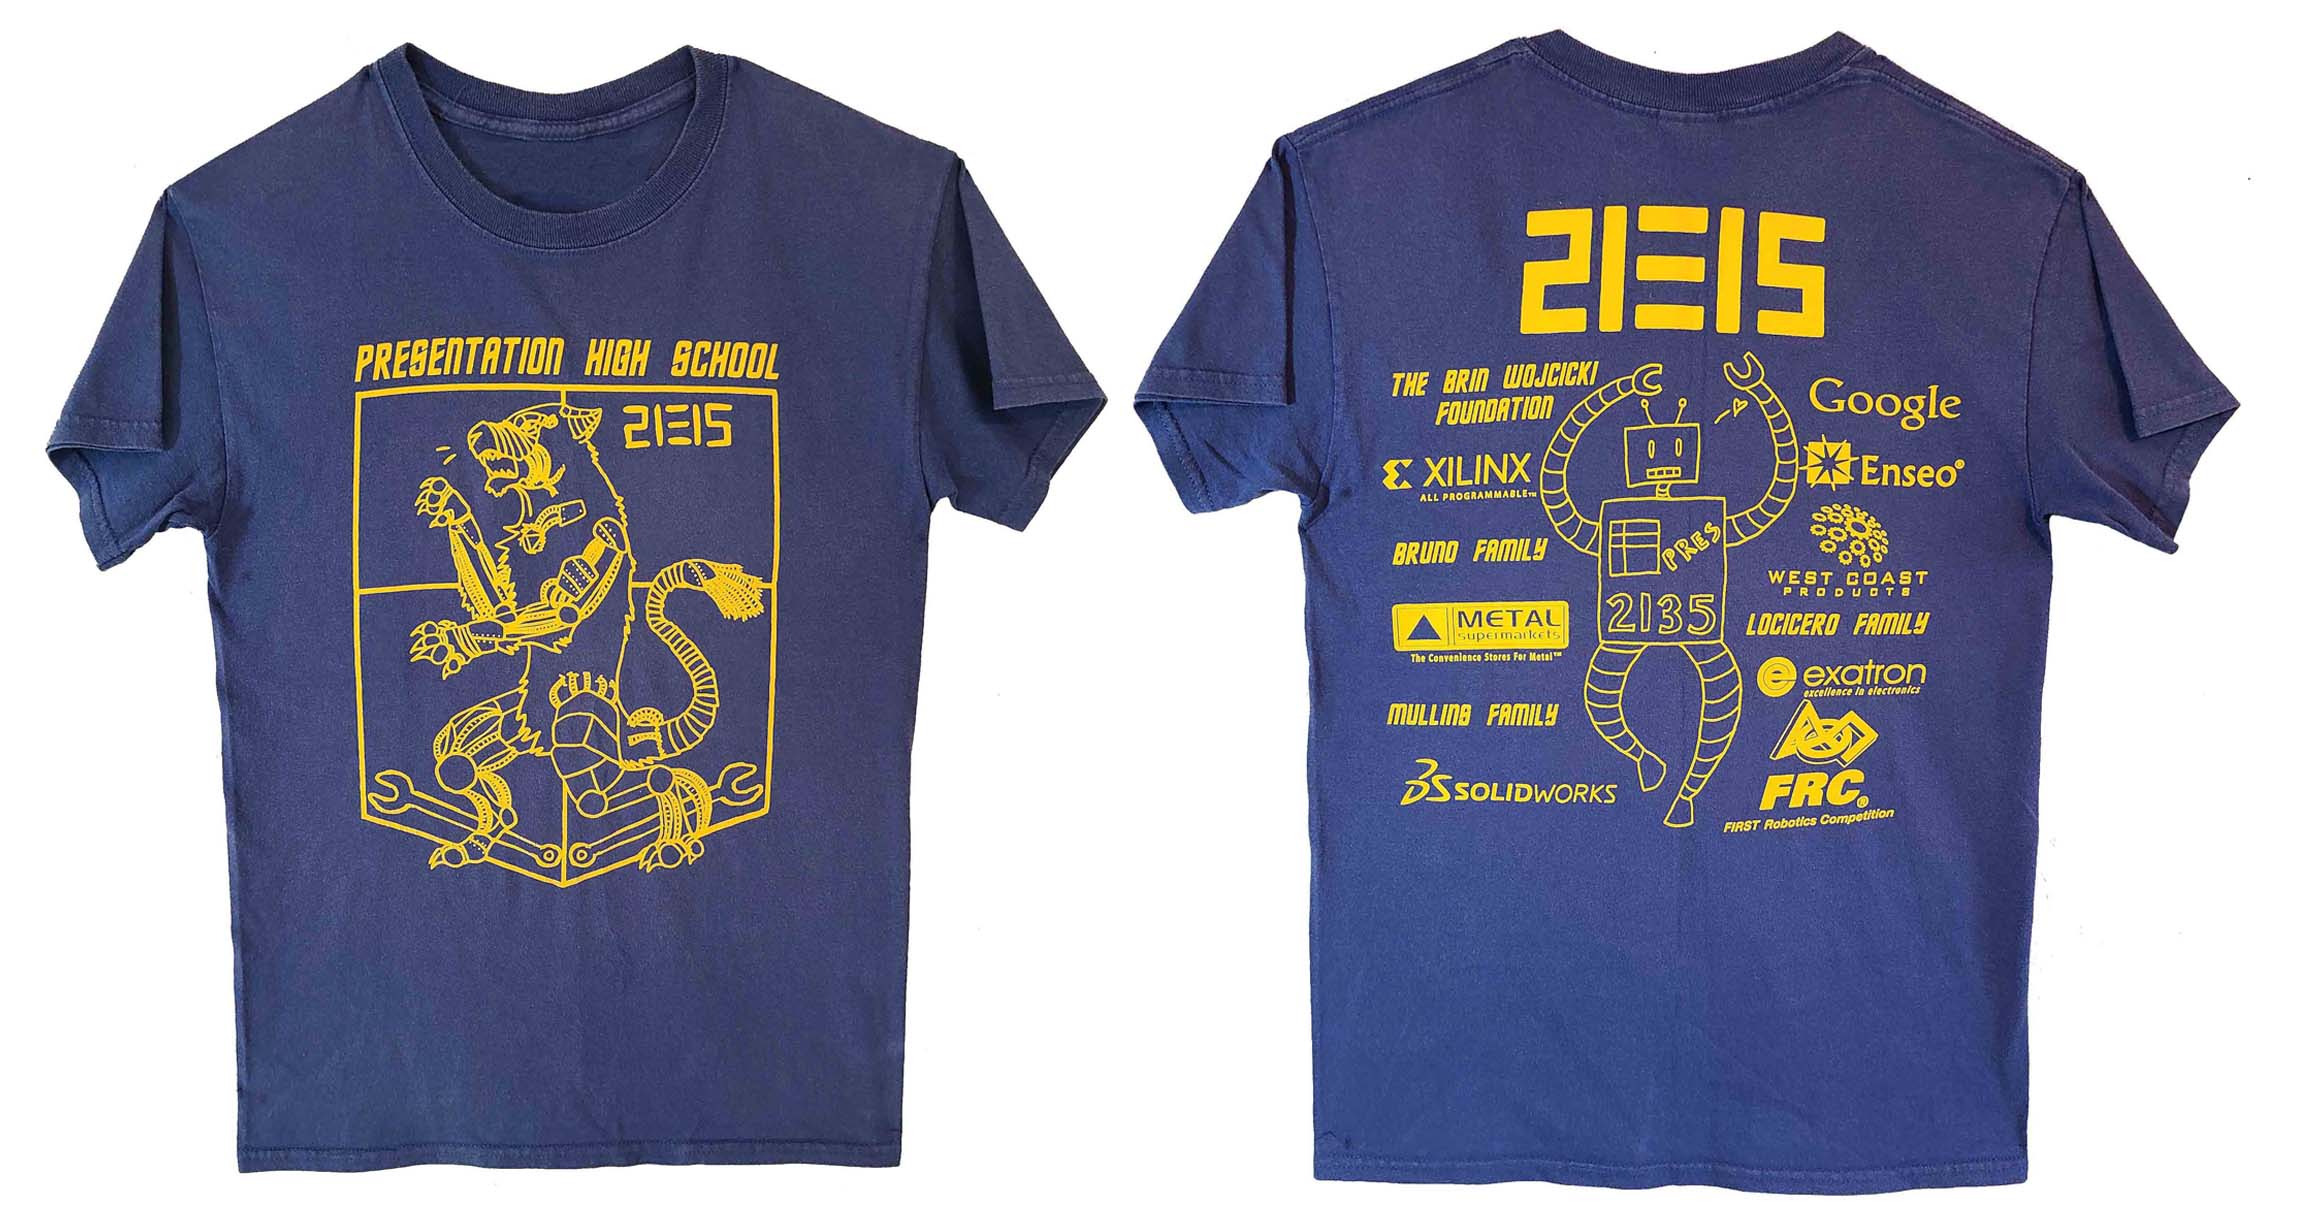 PRESENTATION HIGH SCHOOL
2135
2135
THE BRIN WOJCICKI
FOUNDATION
Google
XILINX
ALL PROGRAMMABLE™
Enseo®
BRUNO FAMILY
PRES
WEST COAST
PRODUCTS
METAL
supermarkets
The Convenience Stores For Metal™
2135
LOCICERO FAMILY
exatron
excellence in electronics
MULLINS FAMILY
SOLIDWORKS
FRC®
FIRST Robotics Competition